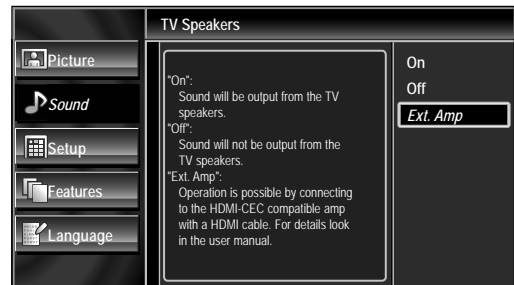 TV Speakers
Picture
Sound
Setup
Features
Language
"On":
Sound will be output from the TV
speakers.
"Off":
Sound will not be output from the
TV speakers.
"Ext. Amp":
Operation is possible by connecting
to the HDMI-CEC compatible amp
with a HDMI cable. For details look
in the user manual.
On
Off
Ext. Amp